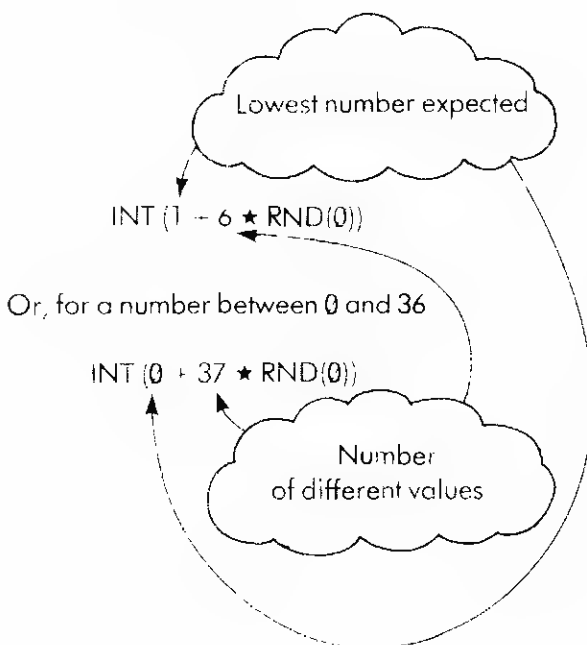 Lowest number expected
INT (1 – 6 ★ RND(0))
Or, for a number between 0 and 36
INT (0 + 37 ★ RND(0))
Number
of different values